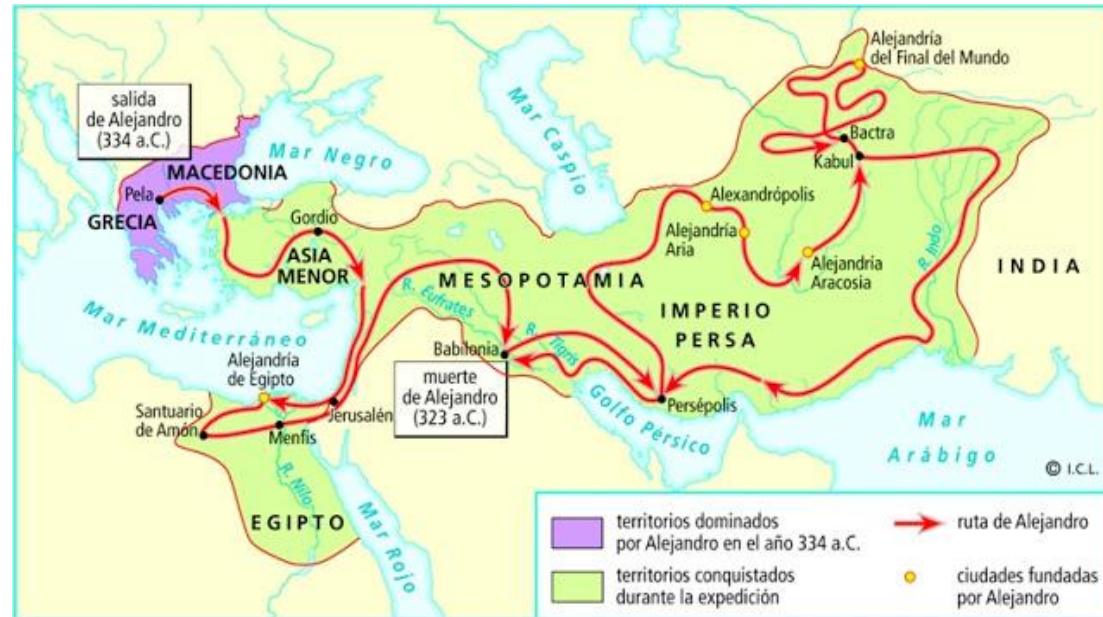 Alejandría
del Final del Mundo
salida
de Alejandro
(334 a.C.)
Mar Caspio
Mar Negro
MACEDONIA
Bactra
Kabul
Pela
Alexandrópolis
GRECIA
Gordio
ASIA
MENOR
Alejandría
Aria
Alejandría
Aracosia
R. Indo
INDIA
MESOPOTAMIA
R. Eufrates
IMPERIO
PERSA
Mar Mediterráneo
R. Tigris
Babilonia
Alejandría
de Egipto
muerte
de Alejandro
(323 a.C.)
Jerusalén
Persépolis
Golfo Pérsico
Santuario
de Amón
Menfis
Mar
Arábigo
R. Nilo
© I.C.L.
EGIPTO
Mar Rojo
territorios dominados
por Alejandro en el año 334 a.C.
ruta de Alejandro
territorios conquistados
durante la expedición
ciudades fundadas
por Alejandro